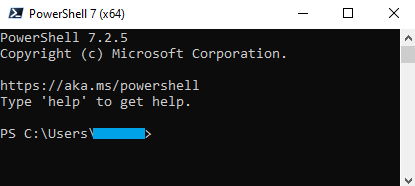 PowerShell 7 (x64)
PowerShell 7.2.5
Copyright (c) Microsoft Corporation.
https://aka.ms/powershell
Type 'help' to get help.
PS C:\Users\>